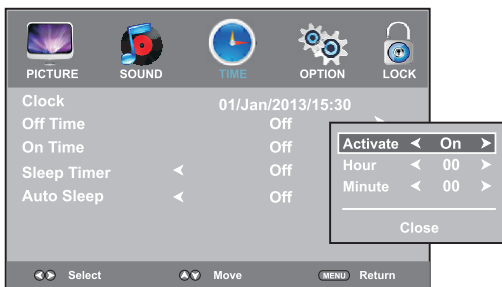 PICTURE SOUND TIME OPTION LOCK
Clock 01/Jan/2013/15:30
Off Time Off
On Time Off
Sleep Timer Off
Auto Sleep Off
Activate On
Hour 00
Minute 00
Close
Select Move MENU Return